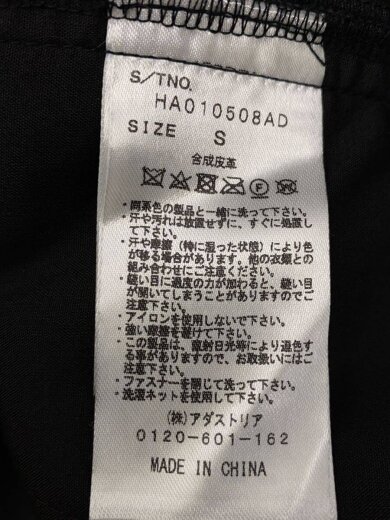 S/TNO.
HA010508AD
SIZE S
合成皮革
・同系色の製品と一緒に洗って下さい。
・汗や汚れは放置せずに、すぐに処置し
て下さい。
・汗や摩擦（特に湿った状態）により色
が移る場合があります。他の衣類との
組み合わせにご注意ください。
・縫い目に過度の力が加わると、縫い目
が開いてしまうことがありますのでご
注意下さい。
・アイロンを使用しないで下さい。
・強い摩擦を避けて下さい。
・この製品は、蛍射日光等により退色す
る事がありますので、お取扱いにはご
注意下さい。
・ファスナーを閉じて洗って下さい。
・洗濯ネットを使用して下さい。
(株)アダストリア
0120-601-162
MADE IN CHINA